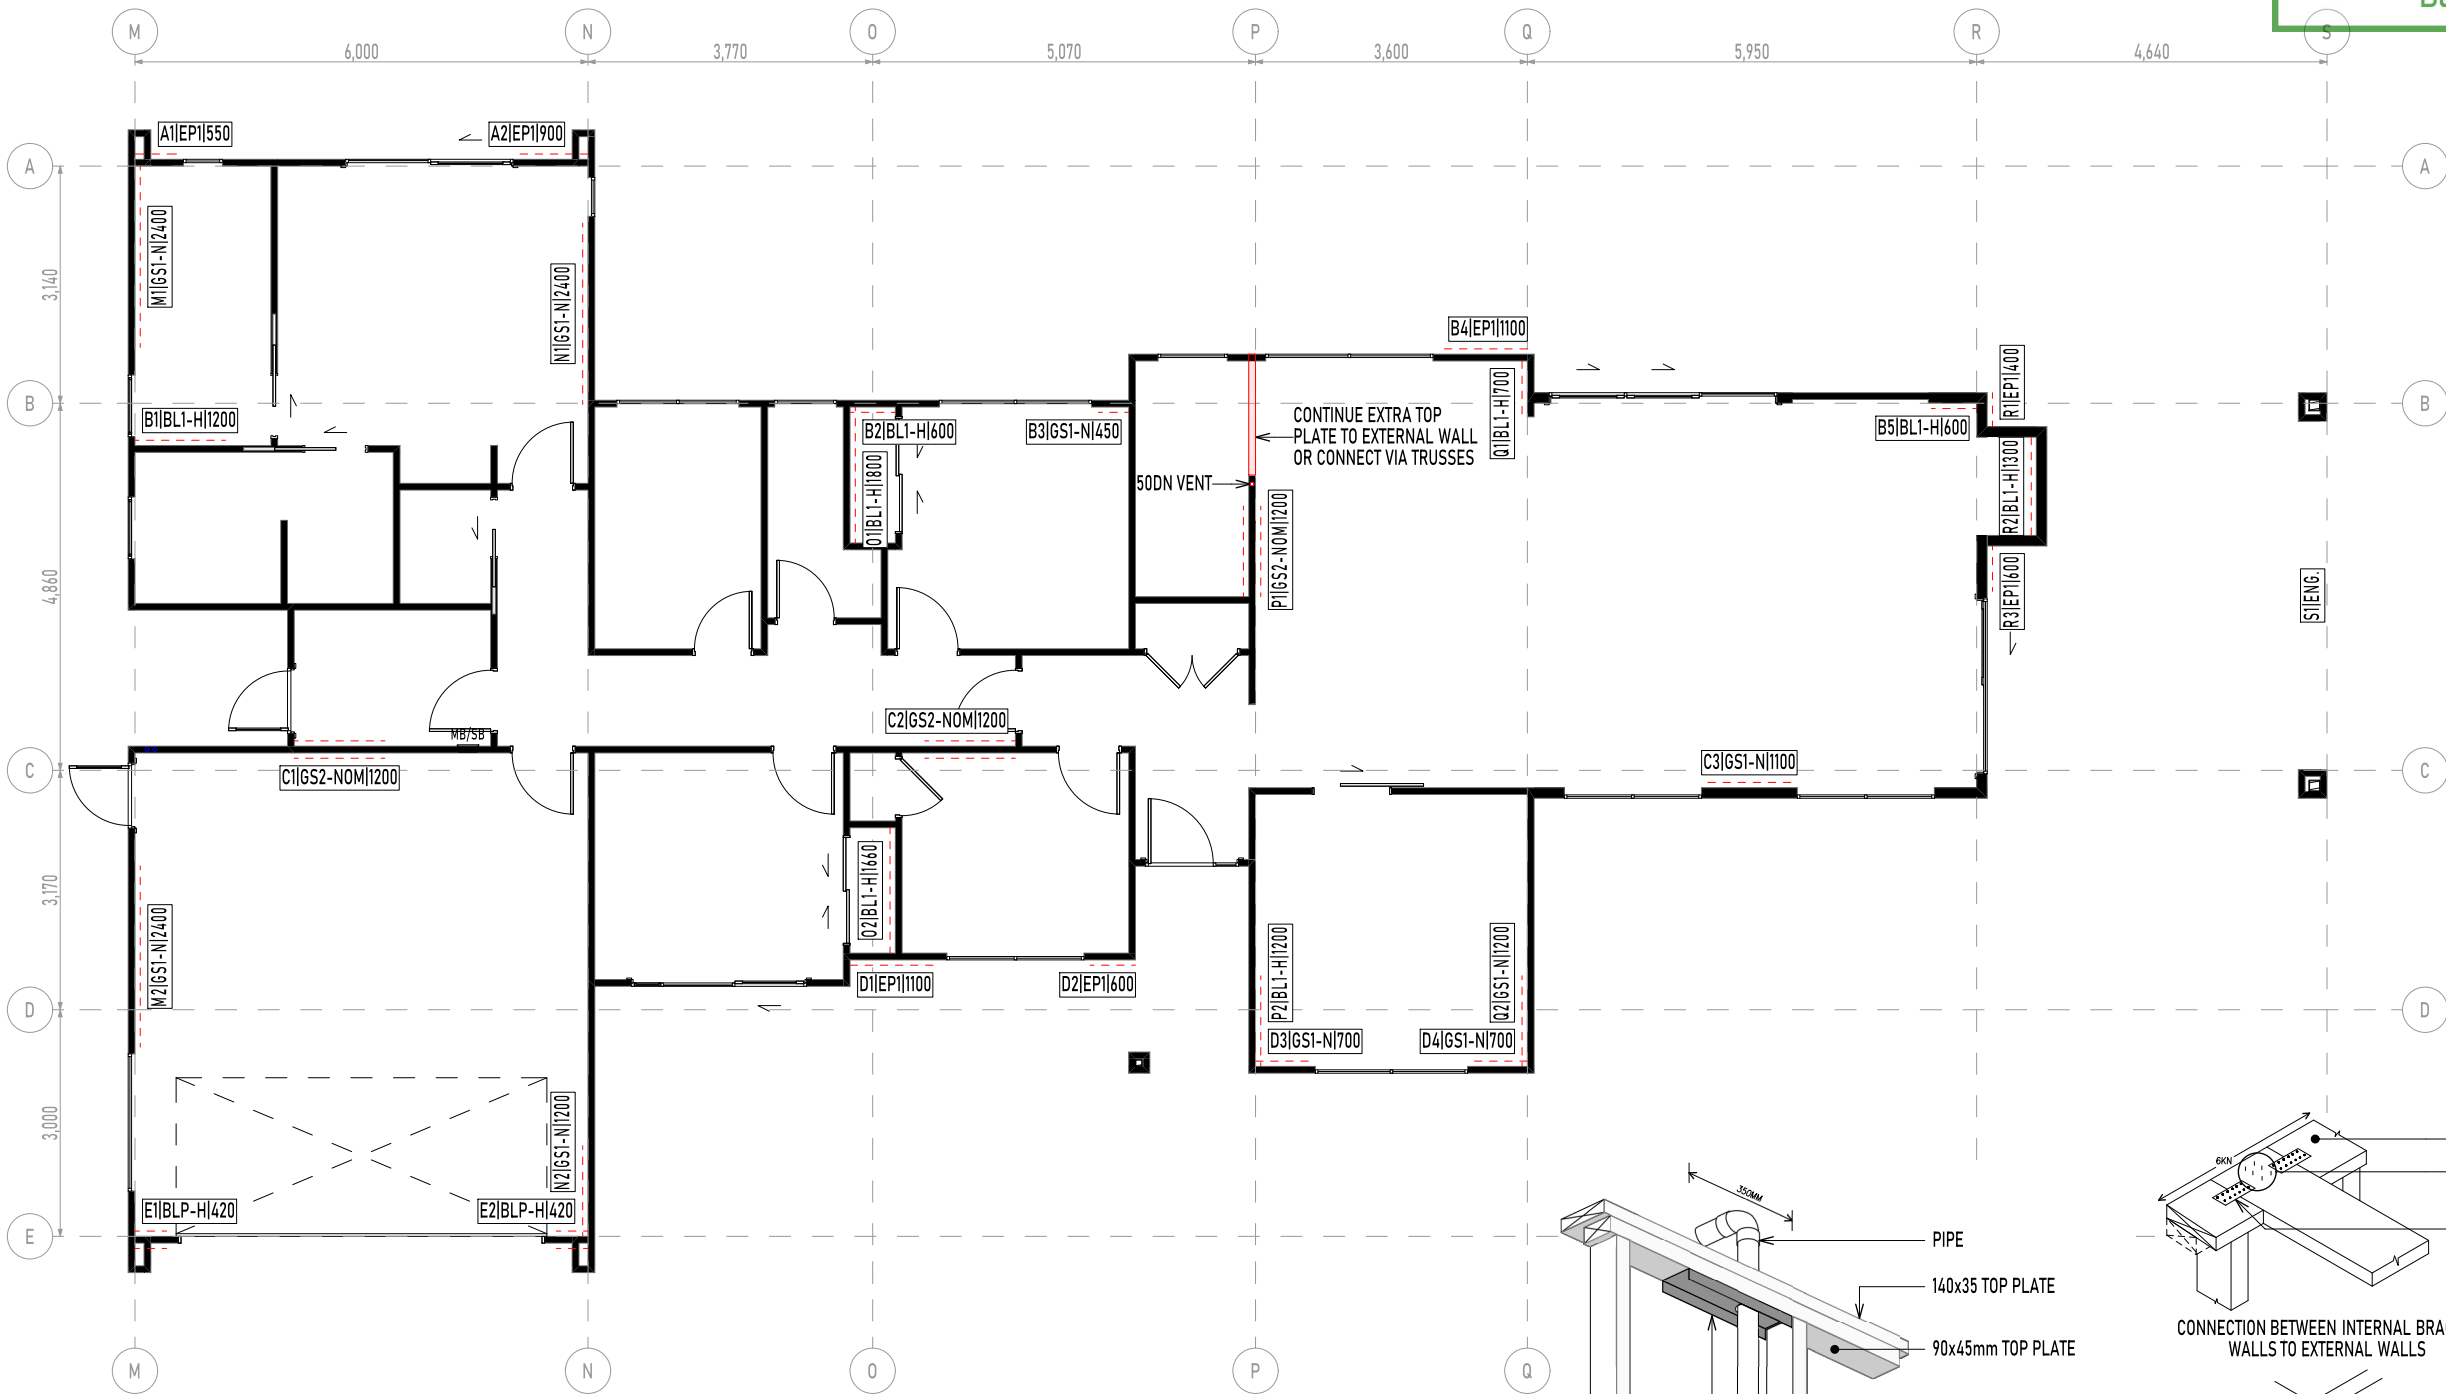 M N O P Q R S
6,000 3,770 5,070 3,600 5,950 4,640
A1|EP1|550
A2|EP1|900
A A
M1|GS1-N|2400
N1|GS1-N|2400
3,140
B4|EP1|1100
Q1|BL1-H|700
R1|EP1|400
B B
B1|BL1-H|1200
B2|BL1-H|600
B3|GS1-N|450
B5|BL1-H|600
CONTINUE EXTRA TOP
PLATE TO EXTERNAL WALL
OR CONNECT VIA TRUSSES
O1|BL1-H|1800
50DN VENT
R2|BL1-H|1300
P1|GS2-NOM|1200
4,860
R3|EP1|600
S1|ENG.
C2|GS2-NOM|1200
MB/SB
C C
C1|GS2-NOM|1200
C3|GS1-N|1100
3,170
O2|BL1-H|1660
M2|GS1-N|2400
D1|EP1|1100
D2|EP1|600
P2|BL1-H|1200
Q2|GS1-N|1200
D D
D3|GS1-N|700
D4|GS1-N|700
3,000
N2|GS1-N|1200
E1|BLP-H|420
E2|BLP-H|420
E
350MM
PIPE
140x35 TOP PLATE
90x45mm TOP PLATE
6KN
CONNECTION BETWEEN INTERNAL BRA
WALLS TO EXTERNAL WALLS
M N O P Q